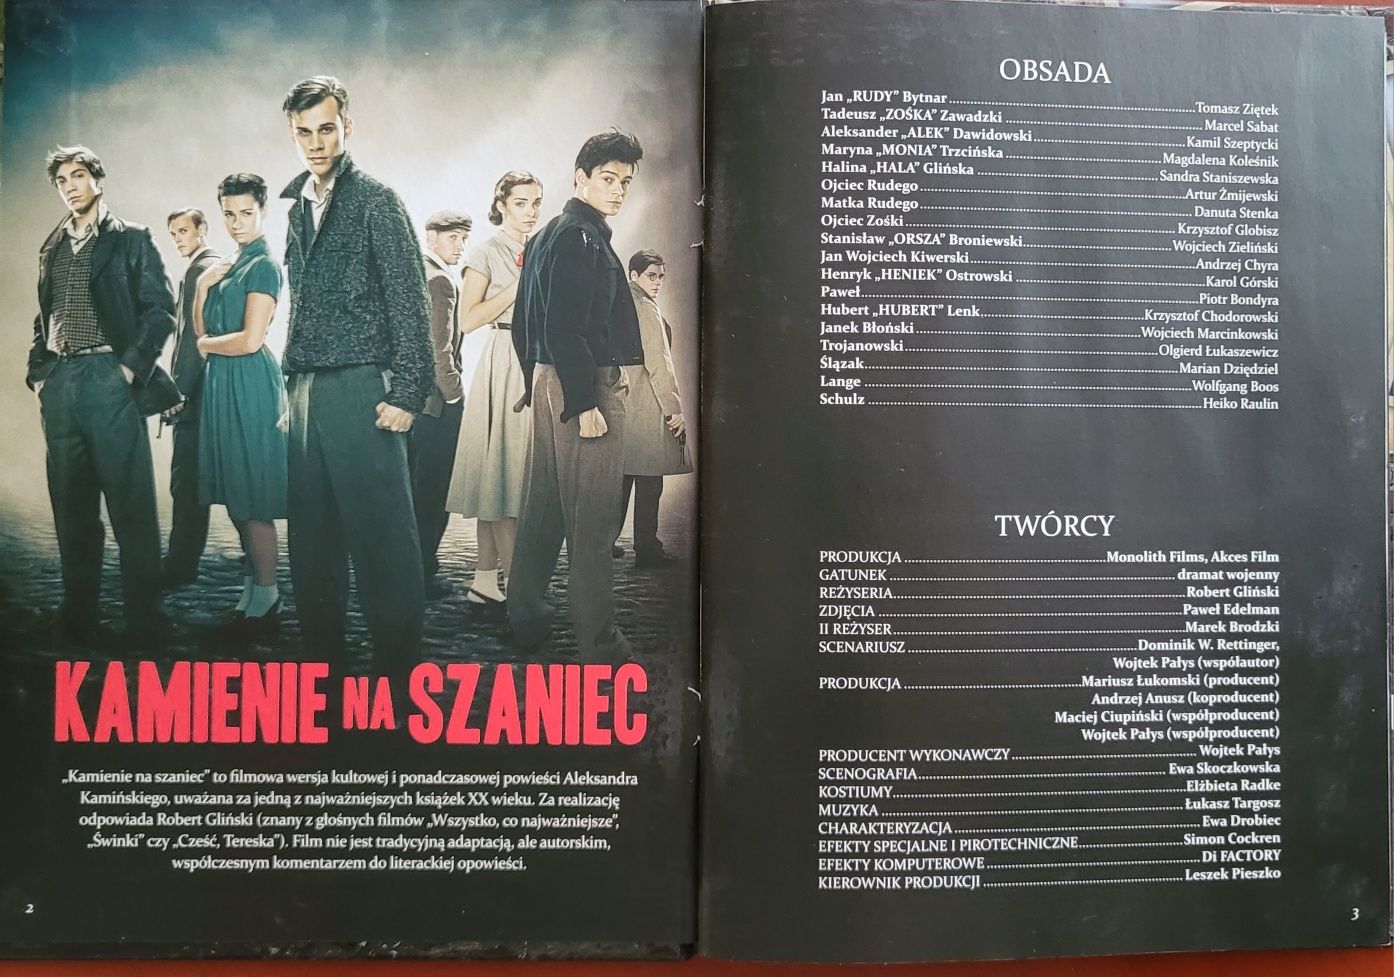 KAMIENIE NA SZANIEC
„Kamienie na szaniec” to filmowa wersja kultowej i ponadczasowej powieści Aleksandra
Kamińskiego, uważana za jedną z najważniejszych książek XX wieku. Za realizację
odpowiada Robert Gliński (znany z głośnych filmów „Wszystko, co najważniejsze”,
„Świnki” czy „Cześć, Tereska”). Film nie jest tradycyjną adaptacją, ale autorskim,
współczesnym komentarzem do literackiej opowieści.
2
OBSADA
Jan „RUDY” Bytnar Tomasz Ziętek
Tadeusz „ZOŚKA” Zawadzki Marcel Sabat
Aleksander „ALEK” Dawidowski Kamil Szeptycki
Maryna „MONIA” Trzcińska Magdalena Koleśnik
Halina „HALA” Glińska Sandra Staniszewska
Ojciec Rudego Artur Żmijewski
Matka Rudego Danuta Stenka
Ojciec Zośki Krzysztof Globisz
Stanisław „ORSZA” Broniewski Wojciech Zieliński
Jan Wojciech Kiwerski Andrzej Chyra
Henryk „HENIEK” Ostrowski Karol Górski
Paweł Piotr Bondyra
Hubert „HUBERT” Lenk Krzysztof Chodorowski
Janek Błoński Wojciech Marcinkowski
Trojanowski Olgierd Łukaszewicz
Ślązak Marian Dziędziel
Lange Wolfgang Boos
Schulz Heiko Raulin
TWÓRCY
PRODUKCJA Monolith Films, Akces Film
GATUNEK dramat wojenny
REŻYSERIA Robert Gliński
ZDJĘCIA Paweł Edelman
II REŻYSER Marek Brodzki
SCENARIUSZ Dominik W. Rettinger,
Wojtek Pałys (współautor)
PRODUKCJA Mariusz Łukomski (producent)
Andrzej Anusz (koproducent)
Maciej Ciupiński (współproducent)
Wojtek Pałys (współproducent)
PRODUCENT WYKONAWCZY Wojtek Pałys
SCENOGRAFIA Ewa Skoczkowska
KOSTIUMY Elżbieta Radke
MUZYKA Łukasz Targosz
CHARAKTERYZACJA Ewa Drobiec
EFEKTY SPECJALNE I PIROTECHNICZNE Simon Cockren
EFEKTY KOMPUTEROWE Di FACTORY
KIEROWNIK PRODUKCJI Leszek Pieszko
3